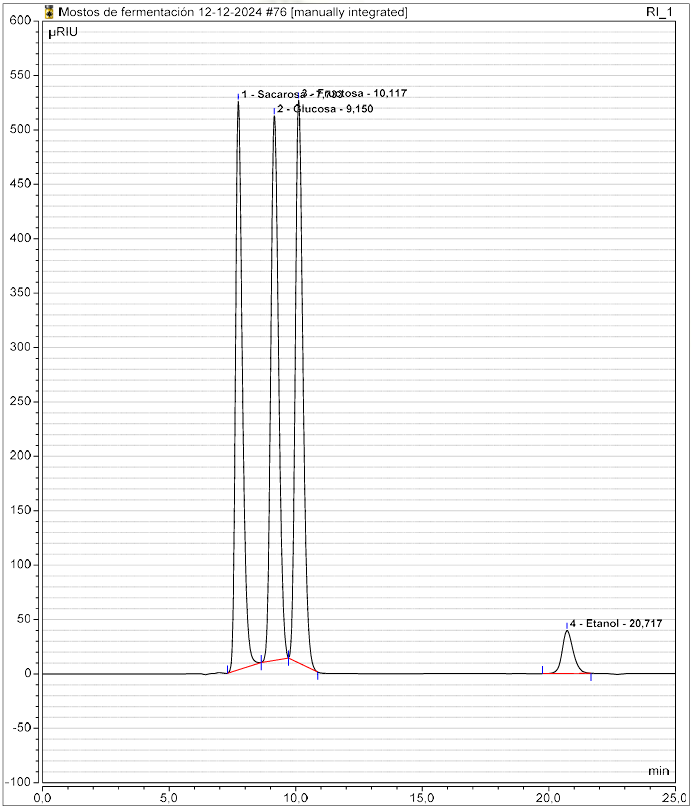 Mostos de fermentación 12-12-2024 #76 [manually integrated]
RI_1
µRIU
600
550
500
450
400
350
300
250
200
150
100
50
0
-50
-100
1 - Sacarosa - 7,733
3 - Fructosa - 10,117
2 - Glucosa - 9,150
4 - Etanol - 20,717
min
0,0
5,0
10,0
15,0
20,0
25,0